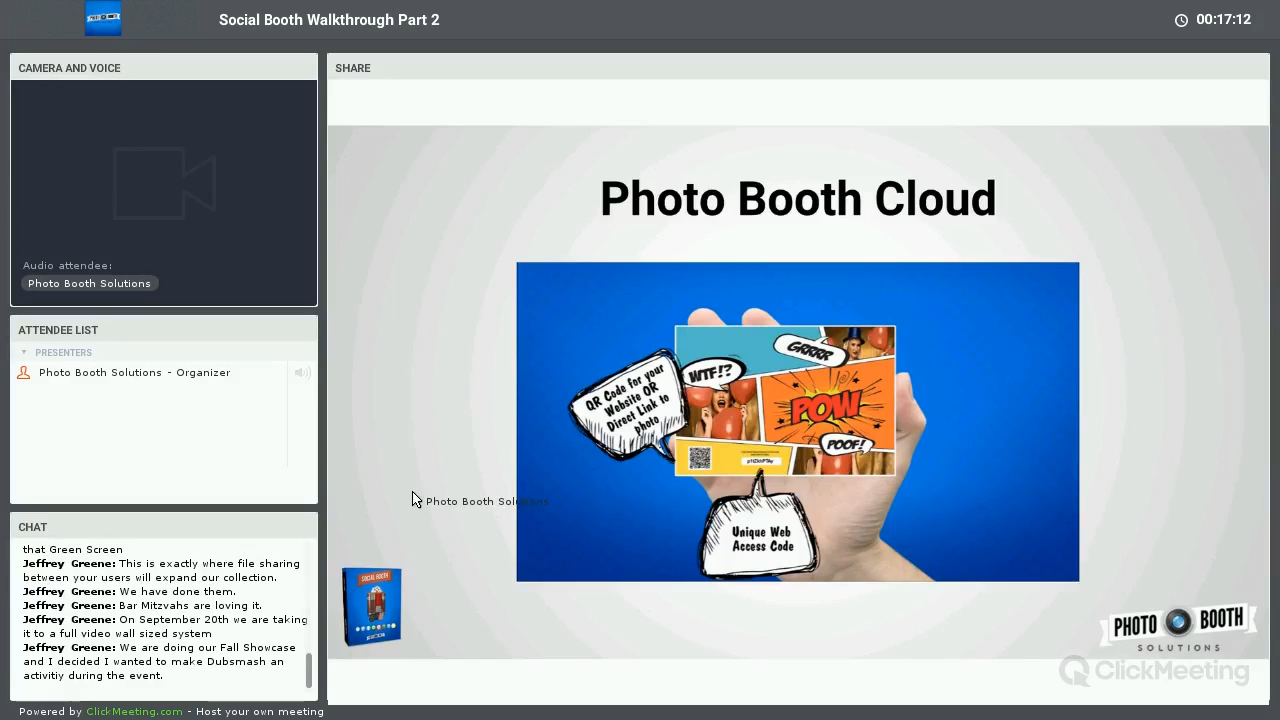 Social Booth Walkthrough Part 2
00:17:12
CAMERA AND VOICE
Audio attendee:
Photo Booth Solutions
ATTENDEE LIST
PRESENTERS
Photo Booth Solutions - Organizer
CHAT
that Green Screen
Jeffrey Greene: This is exactly where file sharing
between your users will expand our collection.
Jeffrey Greene: We have done them.
Jeffrey Greene: Bar Mitzvahs are loving it.
Jeffrey Greene: On September 20th we are taking
it to a full video wall sized system
Jeffrey Greene: We are doing our Fall Showcase
and I decided I wanted to make Dubsmash an
activitiy during the event.
Powered by ClickMeeting.com - Host your own meeting
SHARE
Photo Booth Cloud
GRRRR
WTF!?
POW
POOF!
QR Code for your
Website OR
Direct Link to
photo
Unique Web
Access Code
Photo Booth Solutions
SOCIAL BOOTH
PHOTO BOOTH
SOLUTIONS
ClickMeeting